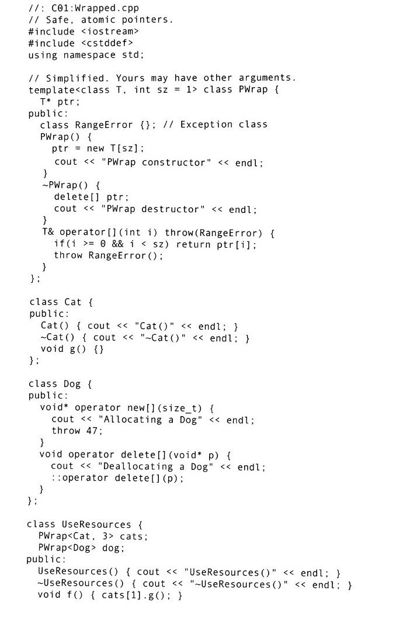 //: C01:Wrapped.cpp
// Safe, atomic pointers.
#include <iostream>
#include <cstddef>
using namespace std;

// Simplified. Yours may have other arguments.
template<class T, int sz = 1> class PWrap {
  T* ptr;
public:
  class RangeError {}; // Exception class
  PWrap() {
    ptr = new T[sz];
    cout << "PWrap constructor" << endl;
  }
  ~PWrap() {
    delete[] ptr;
    cout << "PWrap destructor" << endl;
  }
  T& operator[](int i) throw(RangeError) {
    if(i >= 0 && i < sz) return ptr[i];
    throw RangeError();
  }
};

class Cat {
public:
  Cat() { cout << "Cat()" << endl; }
  ~Cat() { cout << "~Cat()" << endl; }
  void g() {}
};

class Dog {
public:
  void* operator new[](size_t) {
    cout << "Allocating a Dog" << endl;
    throw 47;
  }
  void operator delete[](void* p) {
    cout << "Deallocating a Dog" << endl;
    ::operator delete[](p);
  }
};

class UseResources {
  PWrap<Cat, 3> cats;
  PWrap<Dog> dog;
public:
  UseResources() { cout << "UseResources()" << endl; }
  ~UseResources() { cout << "~UseResources()" << endl; }
  void f() { cats[1].g(); }